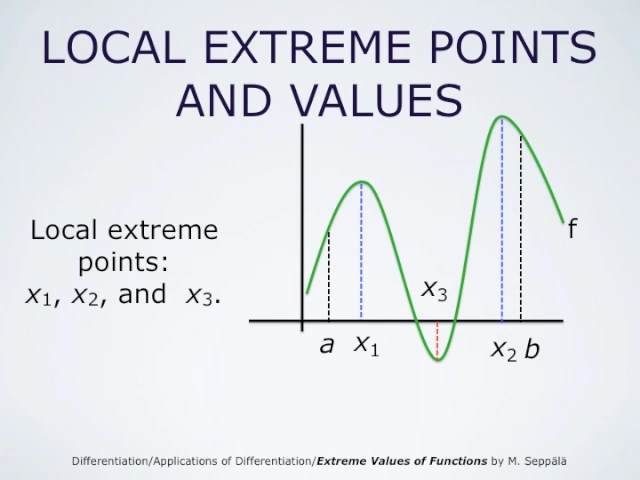 LOCAL EXTREME POINTS
AND VALUES
Local extreme
points:
x₁, x₂, and x₃.
f
x₃
a
x₁
x₂
b
Differentiation/Applications of Differentiation/Extreme Values of Functions by M. Seppälä